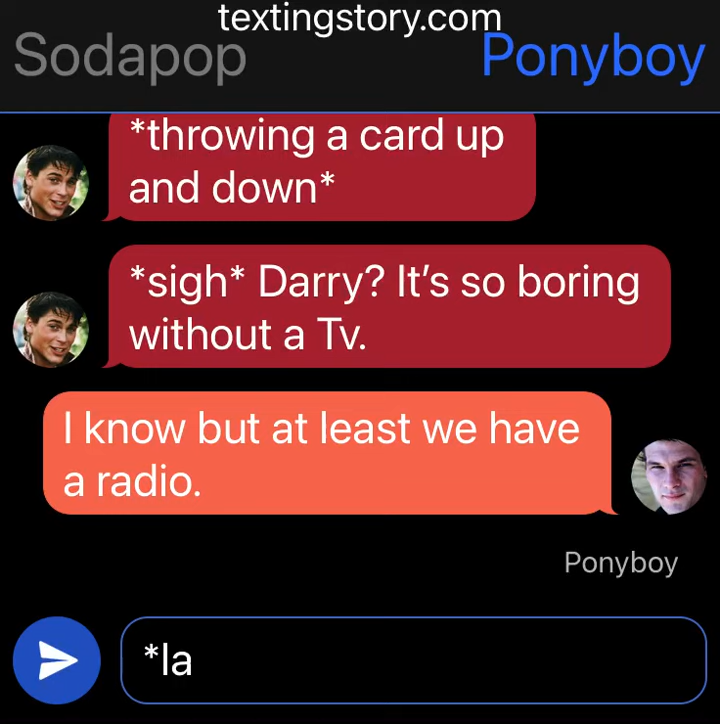 textingstory.com
Sodapop
Ponyboy
*throwing a card up
and down*
*sigh* Darry? It’s so boring
without a Tv.
I know but at least we have
a radio.
Ponyboy
*la